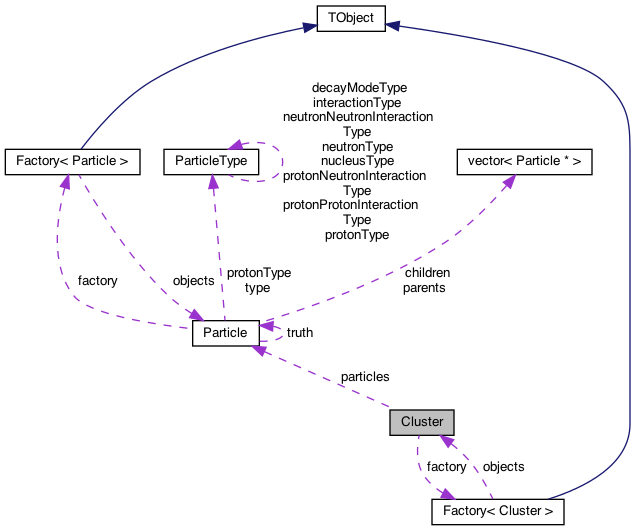 TObject
decayModeType
interactionType
neutronNeutronInteraction
Type
neutronType
nucleusType
protonNeutronInteraction
Type
protonProtonInteraction
Type
protonType
Factory< Particle >
ParticleType
vector< Particle * >
factory
objects
protonType
type
children
parents
Particle
truth
particles
Cluster
factory
objects
Factory< Cluster >